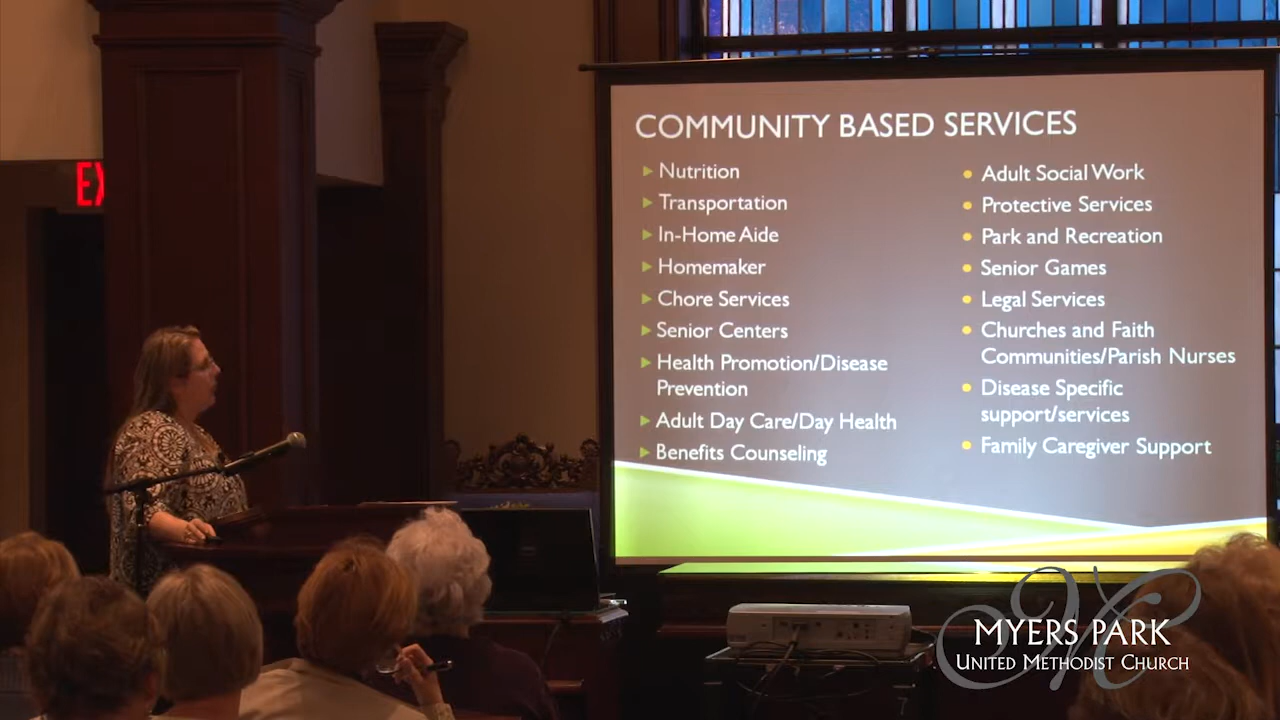 EX
COMMUNITY BASED SERVICES
Nutrition
Transportation
In-Home Aide
Homemaker
Chore Services
Senior Centers
Health Promotion/Disease
Prevention
Adult Day Care/Day Health
Benefits Counseling
Adult Social Work
Protective Services
Park and Recreation
Senior Games
Legal Services
Churches and Faith
Communities/Parish Nurses
Disease Specific
support/services
Family Caregiver Support
MYERS PARK
UNITED METHODIST CHURCH